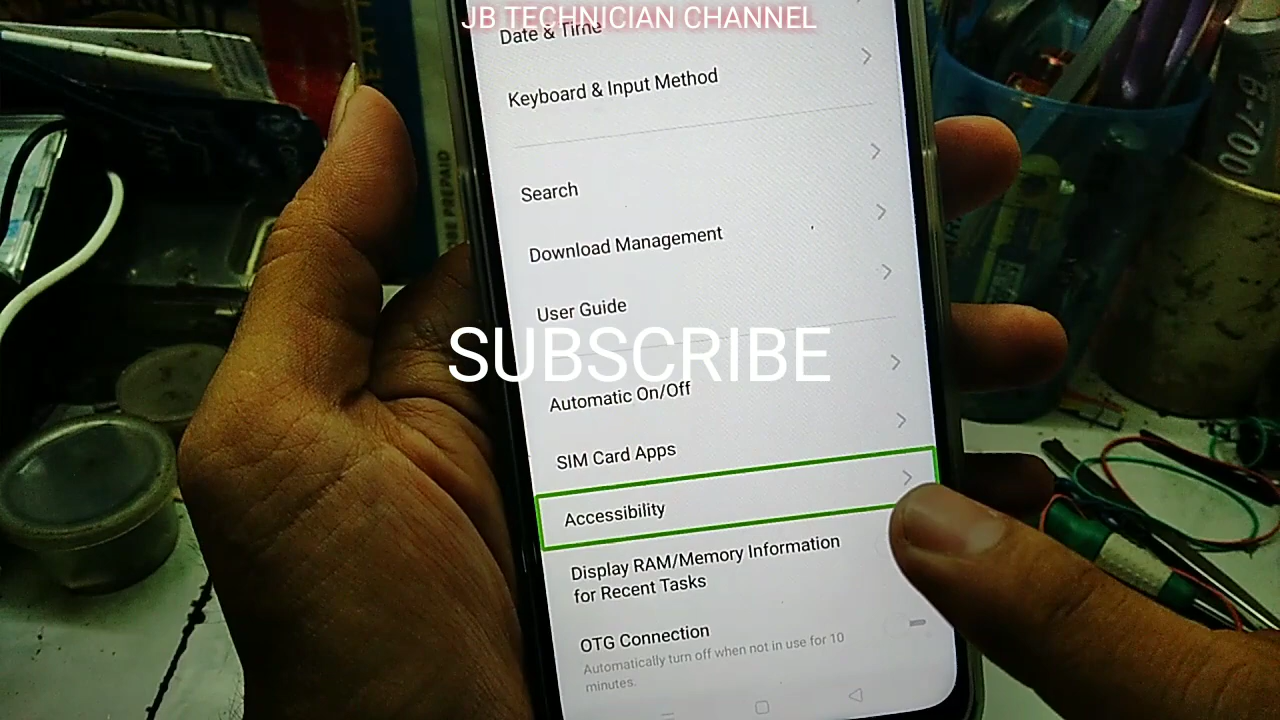 JB TECHNICIAN CHANNEL
Date & Time
Keyboard & Input Method
Search
Download Management
User Guide
SUBSCRIBE
Automatic On/Off
SIM Card Apps
Accessibility
Display RAM/Memory Information
for Recent Tasks
OTG Connection
Automatically turn off when not in use for 10
minutes.
PREPAID
B-700